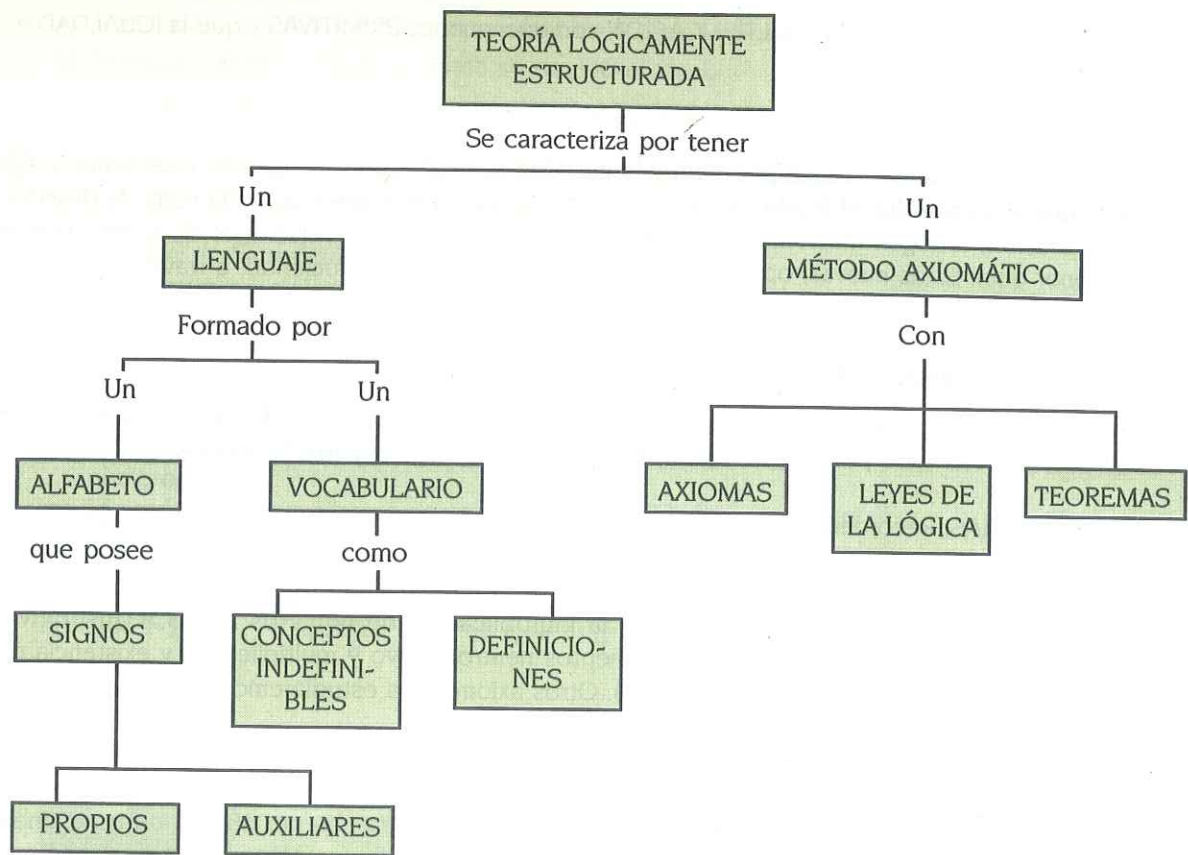 TEORÍA LÓGICAMENTE
ESTRUCTURADA
Se caracteriza por tener
Un
Un
LENGUAJE
MÉTODO AXIOMÁTICO
Formado por
Con
Un
Un
ALFABETO
VOCABULARIO
AXIOMAS
LEYES DE
LA LÓGICA
TEOREMAS
que posee
como
SIGNOS
CONCEPTOS
INDEFINI-
BLES
DEFINICIO-
NES
PROPIOS
AUXILIARES